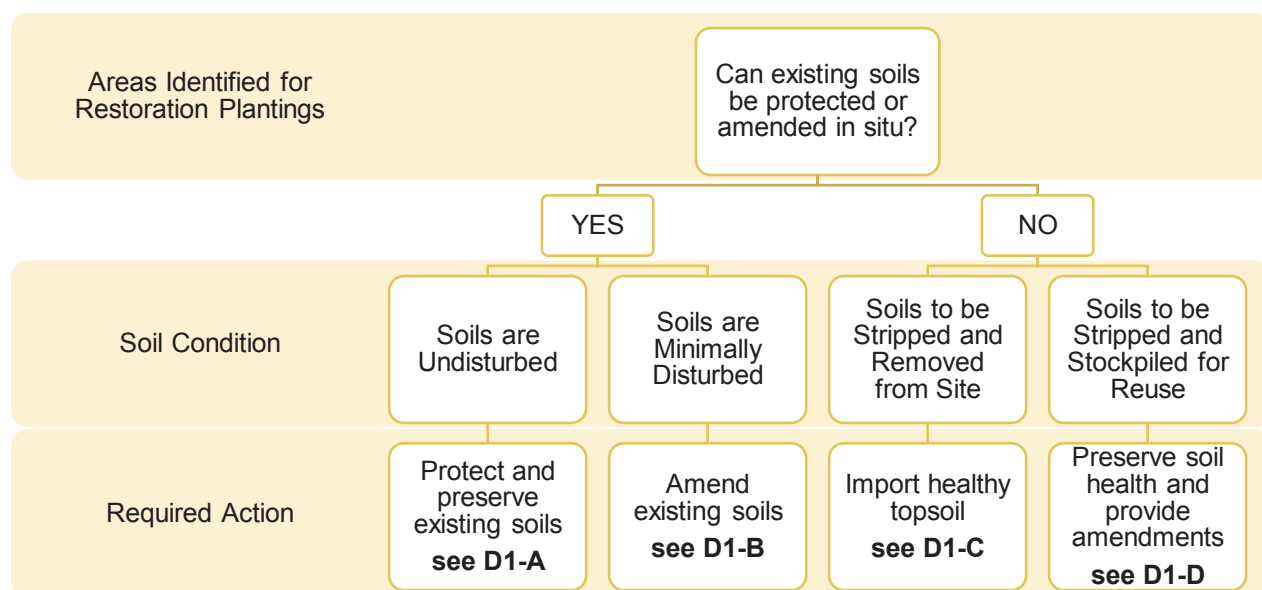 Areas Identified for
Restoration Plantings
Can existing soils
be protected or
amended in situ?
YES
NO
Soil Condition
Soils are
Undisturbed
Soils are
Minimally
Disturbed
Soils to be
Stripped and
Removed
from Site
Soils to be
Stripped and
Stockpiled for
Reuse
Required Action
Protect and
preserve
existing soils
see D1-A
Amend
existing soils
see D1-B
Import healthy
topsoil
see D1-C
Preserve soil
health and
provide
amendments
see D1-D